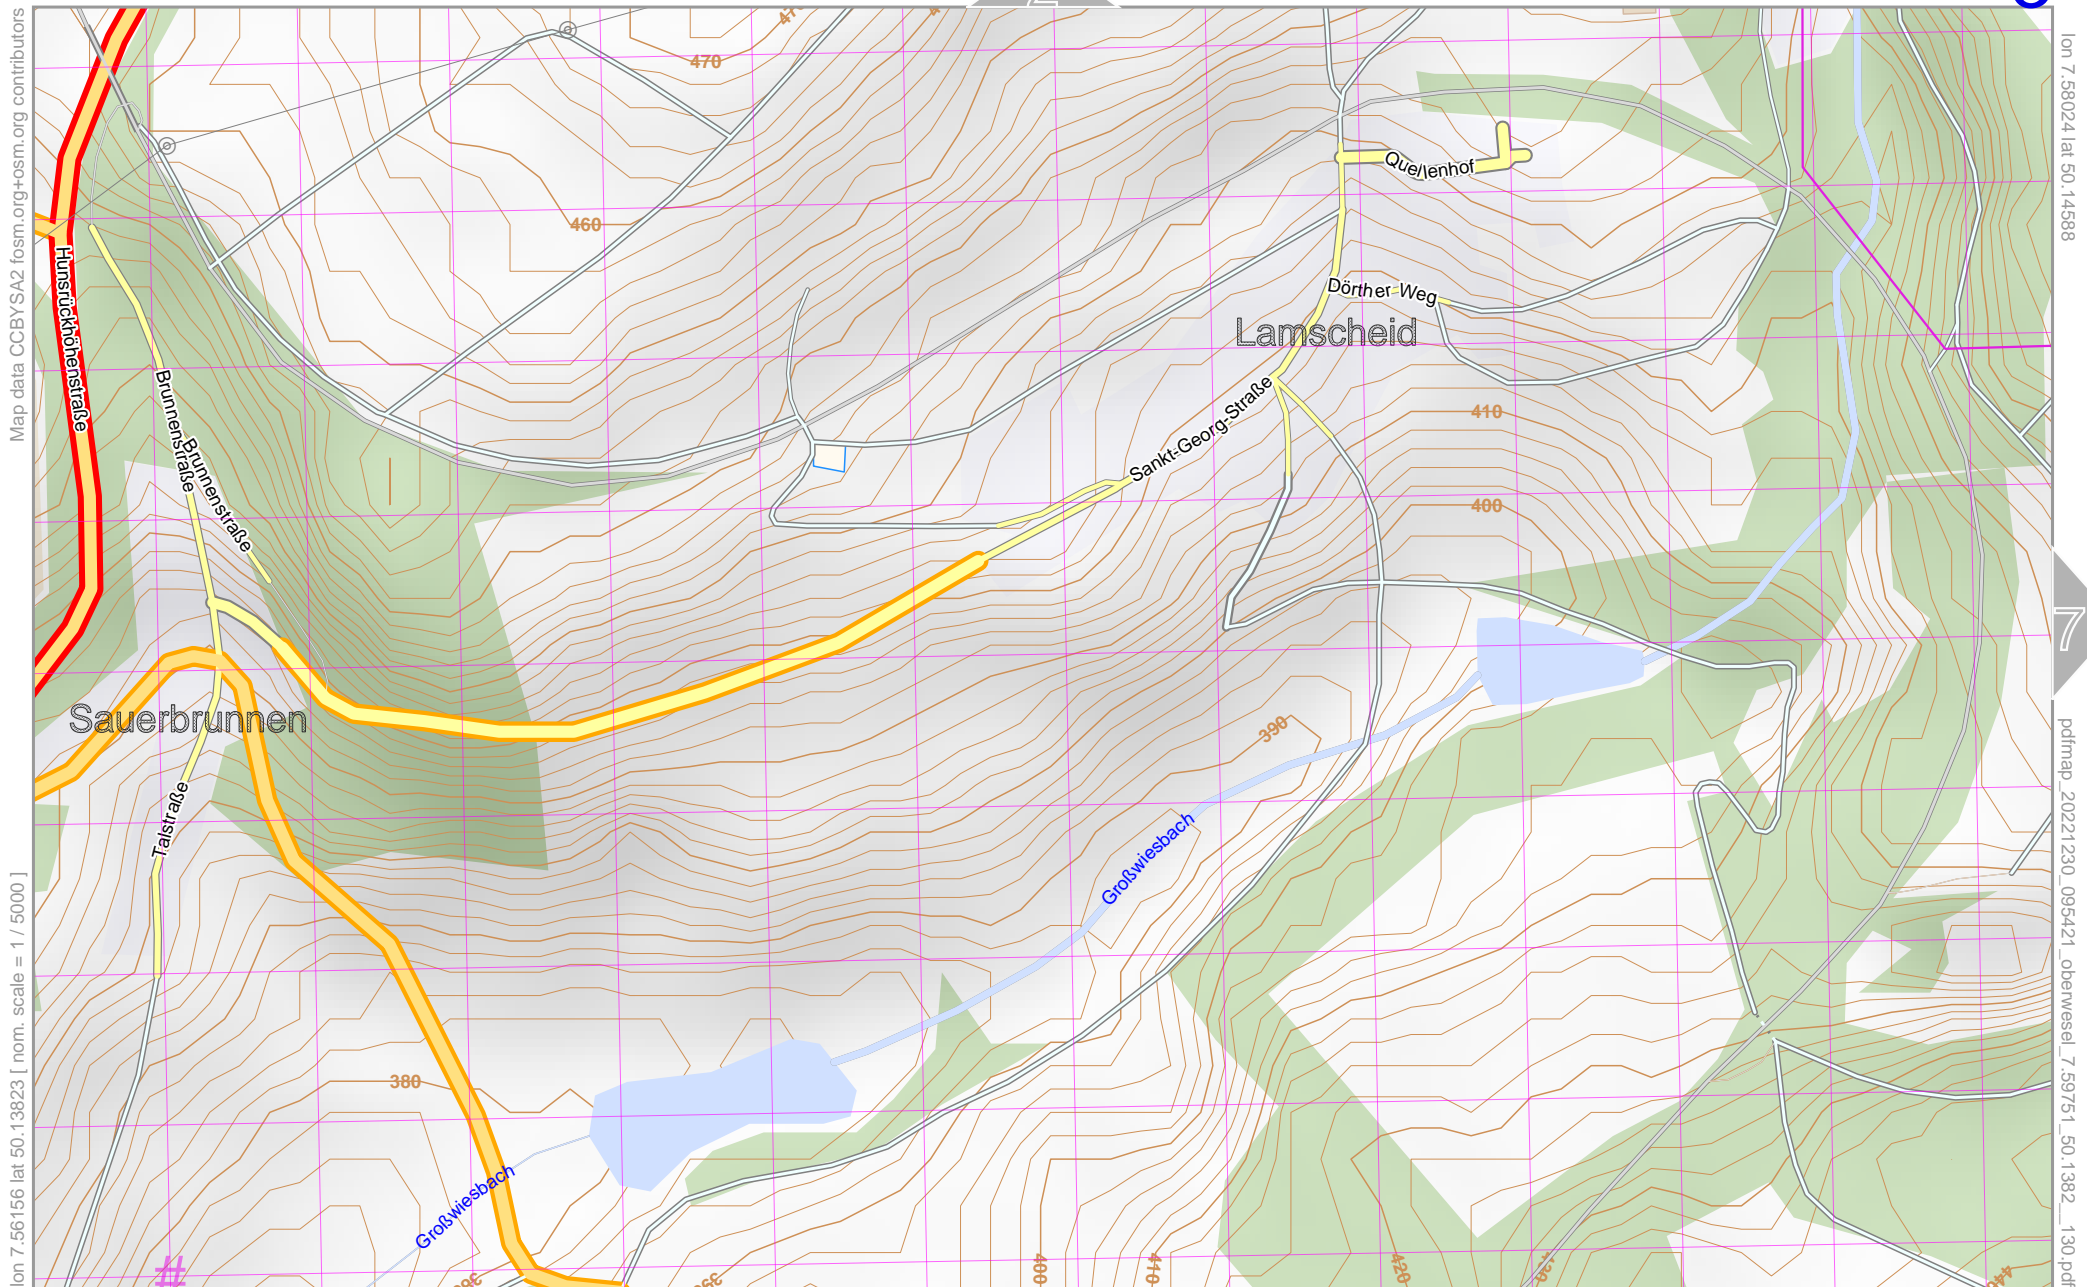 Map data CCBYSA2 fosm.org+osm.org contributors
lon 7.56156 lat 50.13823 [ nom. scale = 1 / 5000 ]
lon 7.58024 lat 50.14588
pdfmap_20221230_095421_oberwesel_7.59751_50.1382__130.pdf
7
470
460
Quellenhof
Dörther Weg
Lamscheid
Hunsrückhöhenstraße
Brunnenstraße
Brunnenstraße
Sankt-Georg-Straße
410
400
Sauerbrunnen
390
Talstraße
Großwiesbach
380
Großwiesbach
#
400
410
420